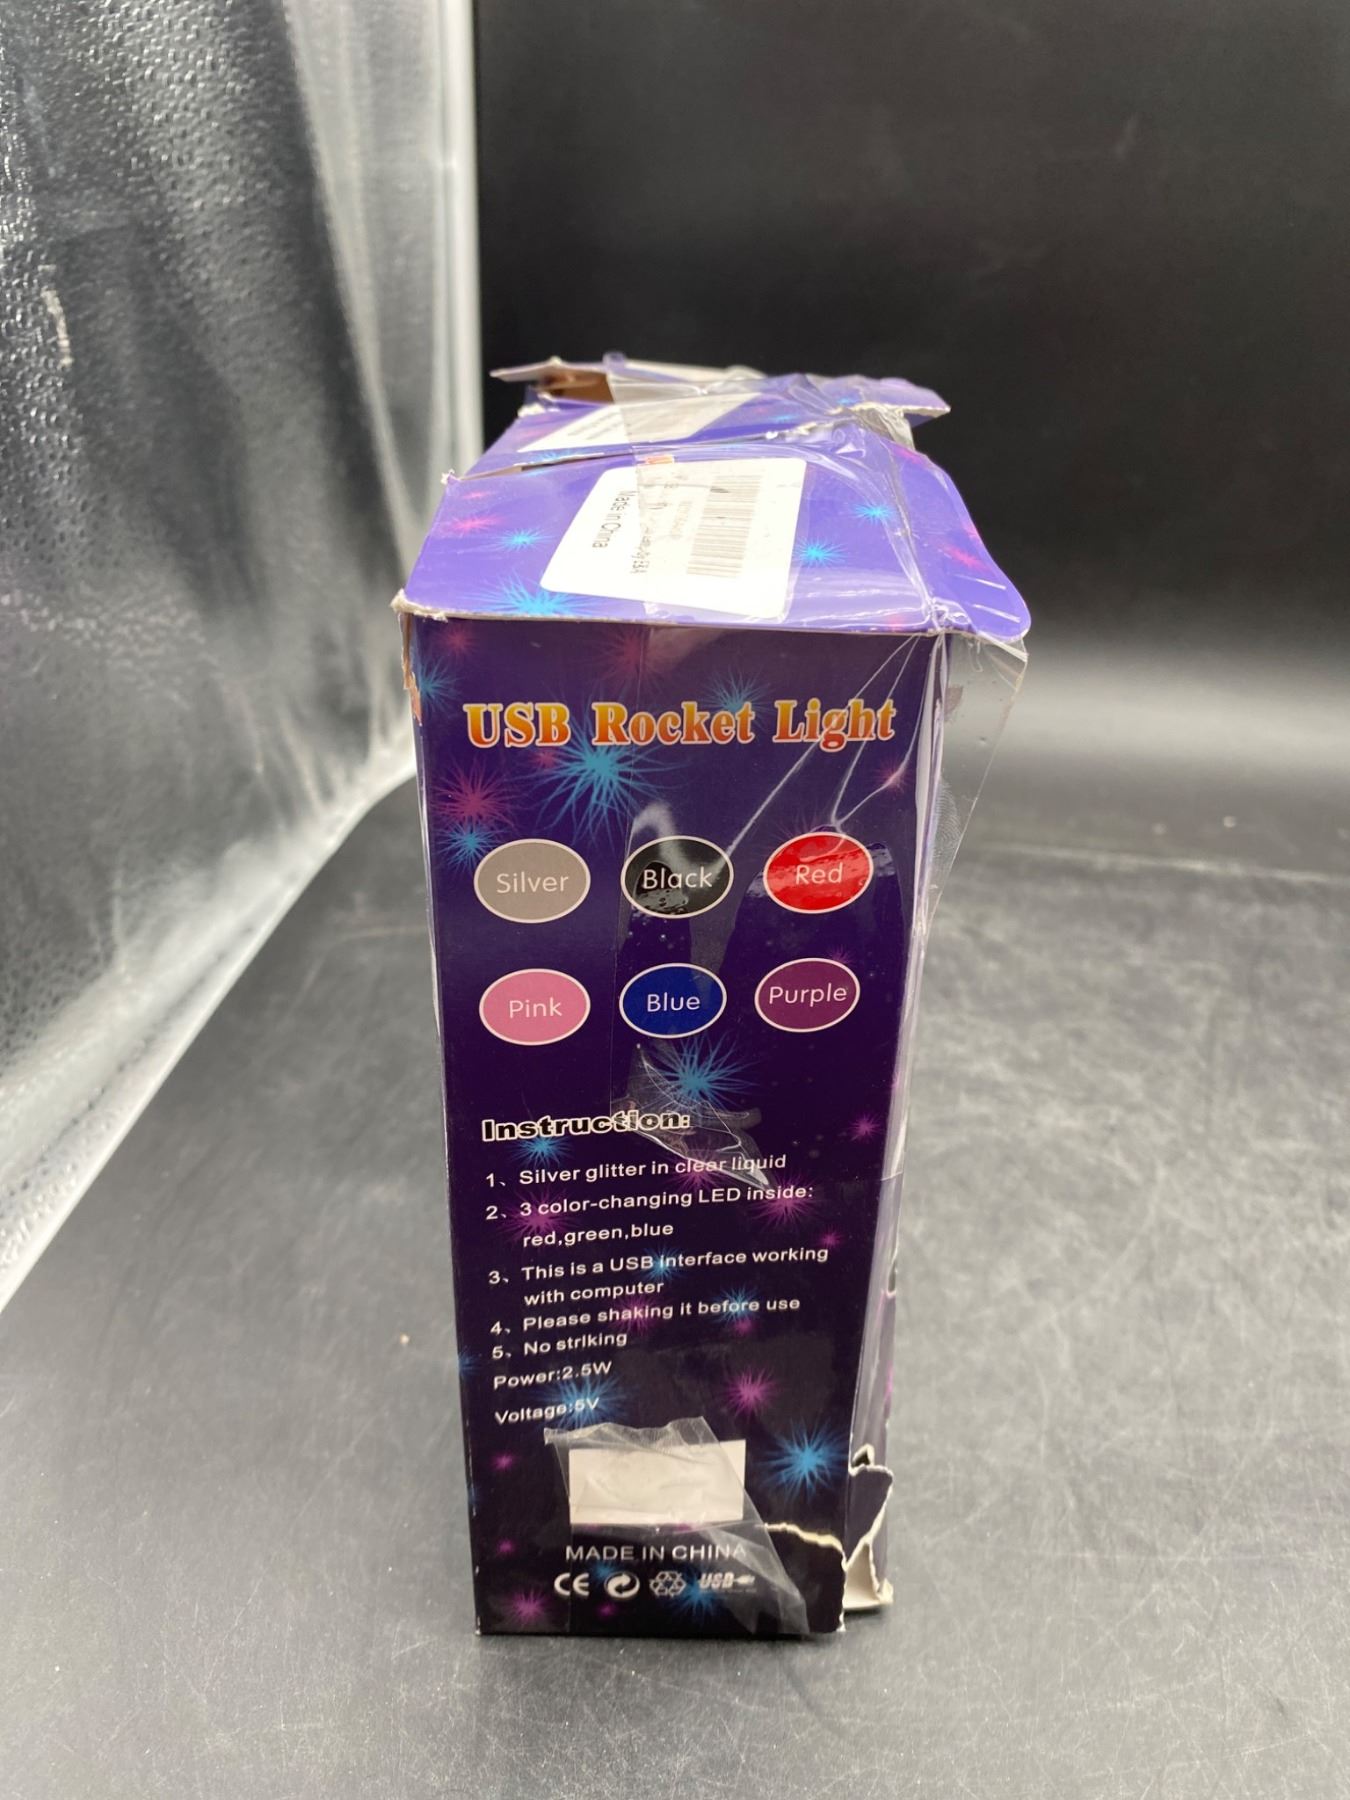 Made in China
USB Rocket Light
Silver
Black
Red
Pink
Blue
Purple
Instruction:
1、Silver glitter in clear liquid
2、3 color-changing LED inside:
red,green,blue
3、This is a USB interface working
with computer
4、Please shaking it before use
5、No striking
Power:2.5W
Voltage:5V
MADE IN CHINA
CE
USB